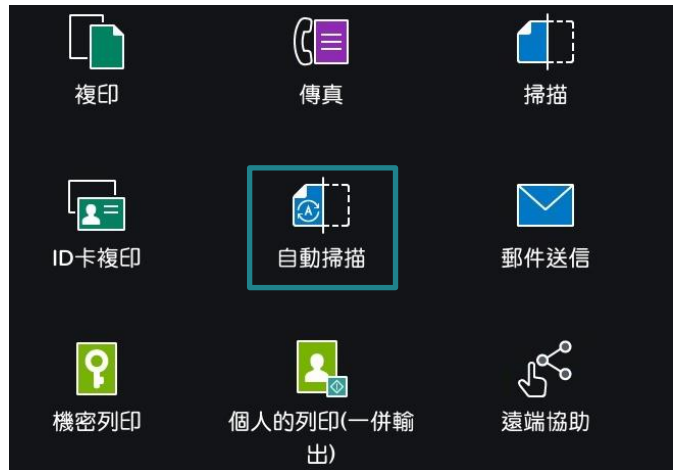 複印
傳真
掃描
ID卡複印
A
自動掃描
郵件送信
機密列印
個人的列印(一併輸
出)
遠端協助